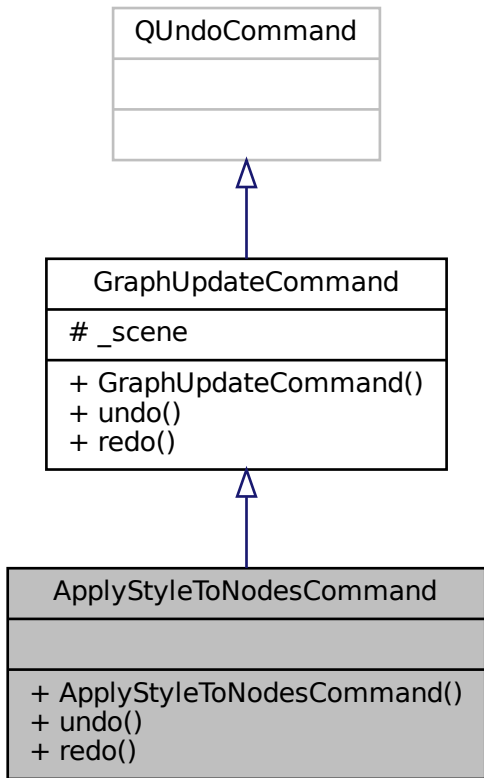 QUndoCommand
GraphUpdateCommand
# _scene
+ GraphUpdateCommand()
+ undo()
+ redo()
ApplyStyleToNodesCommand
+ ApplyStyleToNodesCommand()
+ undo()
+ redo()